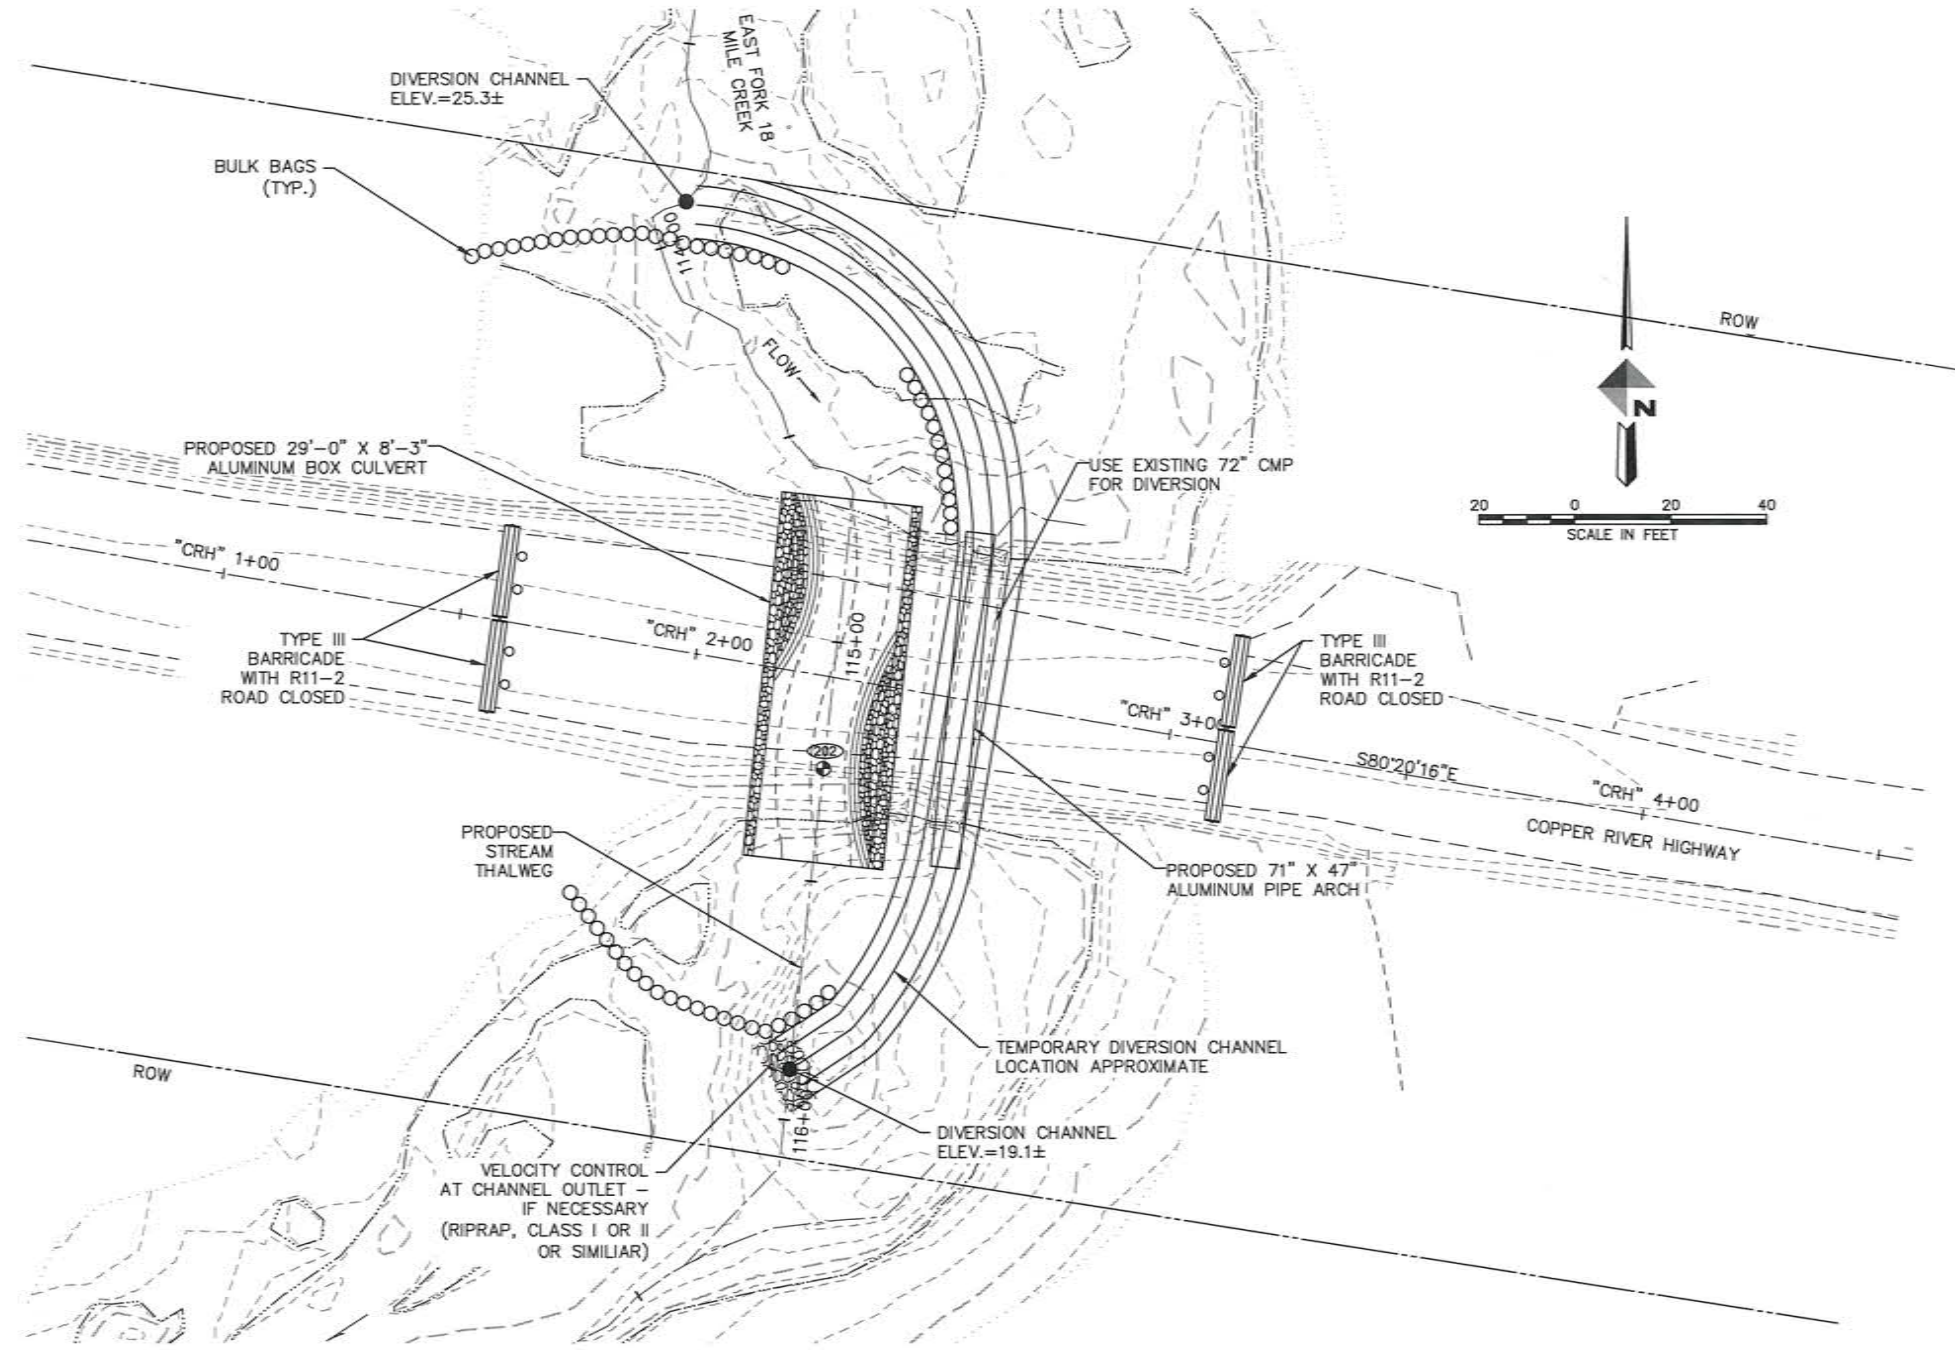 EAST FORK 18
MILE CREEK
DIVERSION CHANNEL
ELEV.=25.3±
BULK BAGS
(TYP.)
114+00
ROW
FLOW
N
PROPOSED 29'-0" X 8'-3"
ALUMINUM BOX CULVERT
USE EXISTING 72" CMP
FOR DIVERSION
20 0 20 40
SCALE IN FEET
"CRH" 1+00
"CRH" 2+00
115+00
TYPE III
BARRICADE
WITH R11-2
ROAD CLOSED
TYPE III
BARRICADE
WITH R11-2
ROAD CLOSED
"CRH" 3+00
202
S80°20'16"E
"CRH" 4+00
COPPER RIVER HIGHWAY
PROPOSED
STREAM
THALWEG
PROPOSED 71" X 47"
ALUMINUM PIPE ARCH
TEMPORARY DIVERSION CHANNEL
LOCATION APPROXIMATE
ROW
116+00
DIVERSION CHANNEL
ELEV.=19.1±
VELOCITY CONTROL
AT CHANNEL OUTLET -
IF NECESSARY
(RIPRAP, CLASS I OR II
OR SIMILIAR)